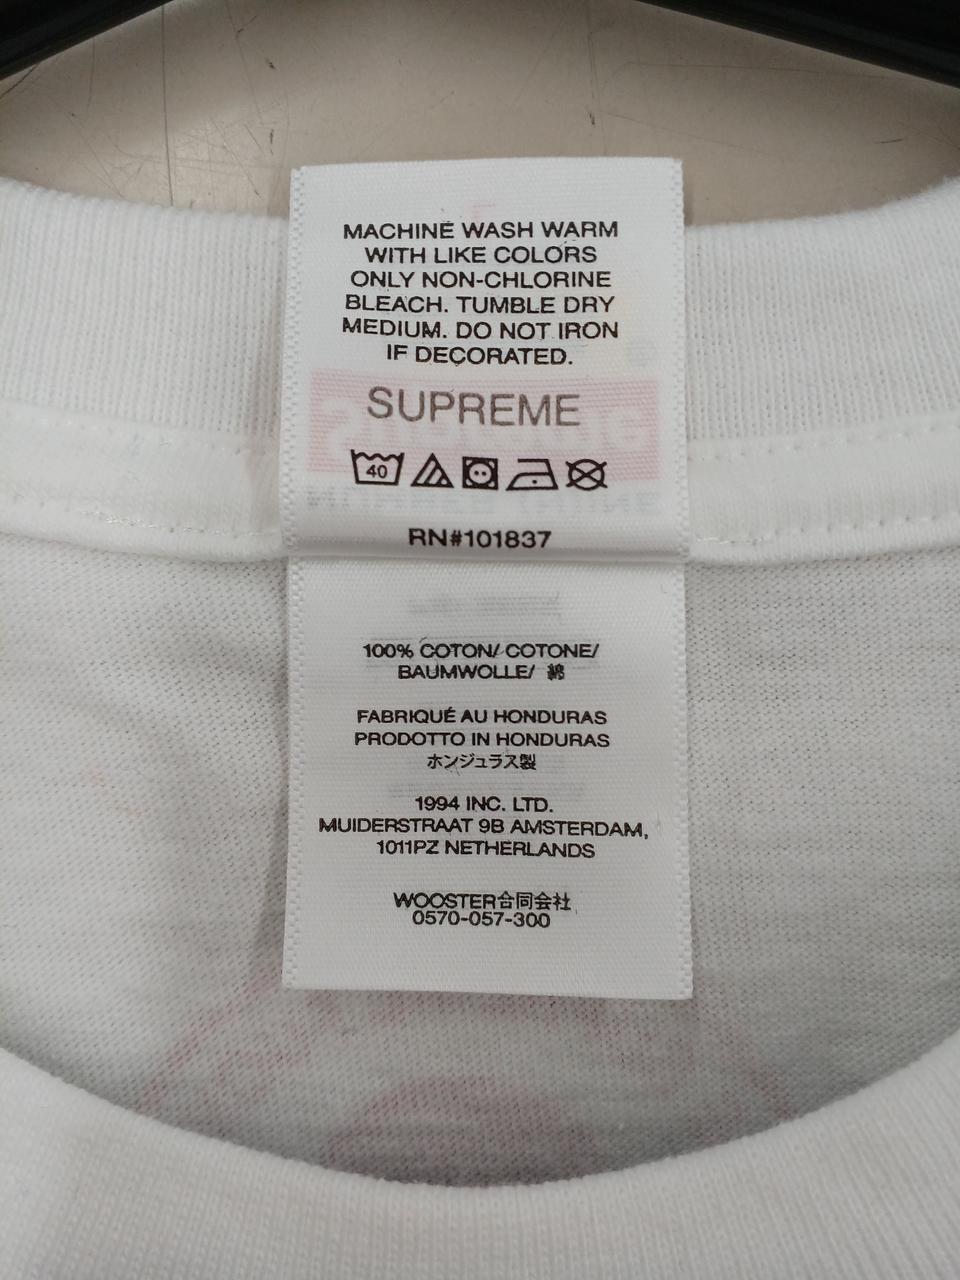 MACHINE WASH WARM
WITH LIKE COLORS
ONLY NON-CHLORINE
BLEACH. TUMBLE DRY
MEDIUM. DO NOT IRON
IF DECORATED.
SUPREME
40
RN#101837
100% COTON/ COTONE/
BAUMWOLLE/ 綿
FABRIQUÉ AU HONDURAS
PRODOTTO IN HONDURAS
ホンジュラス製
1994 INC. LTD.
MUIDERSTRAAT 9B AMSTERDAM,
1011PZ NETHERLANDS
WOOSTER合同会社
0570-057-300